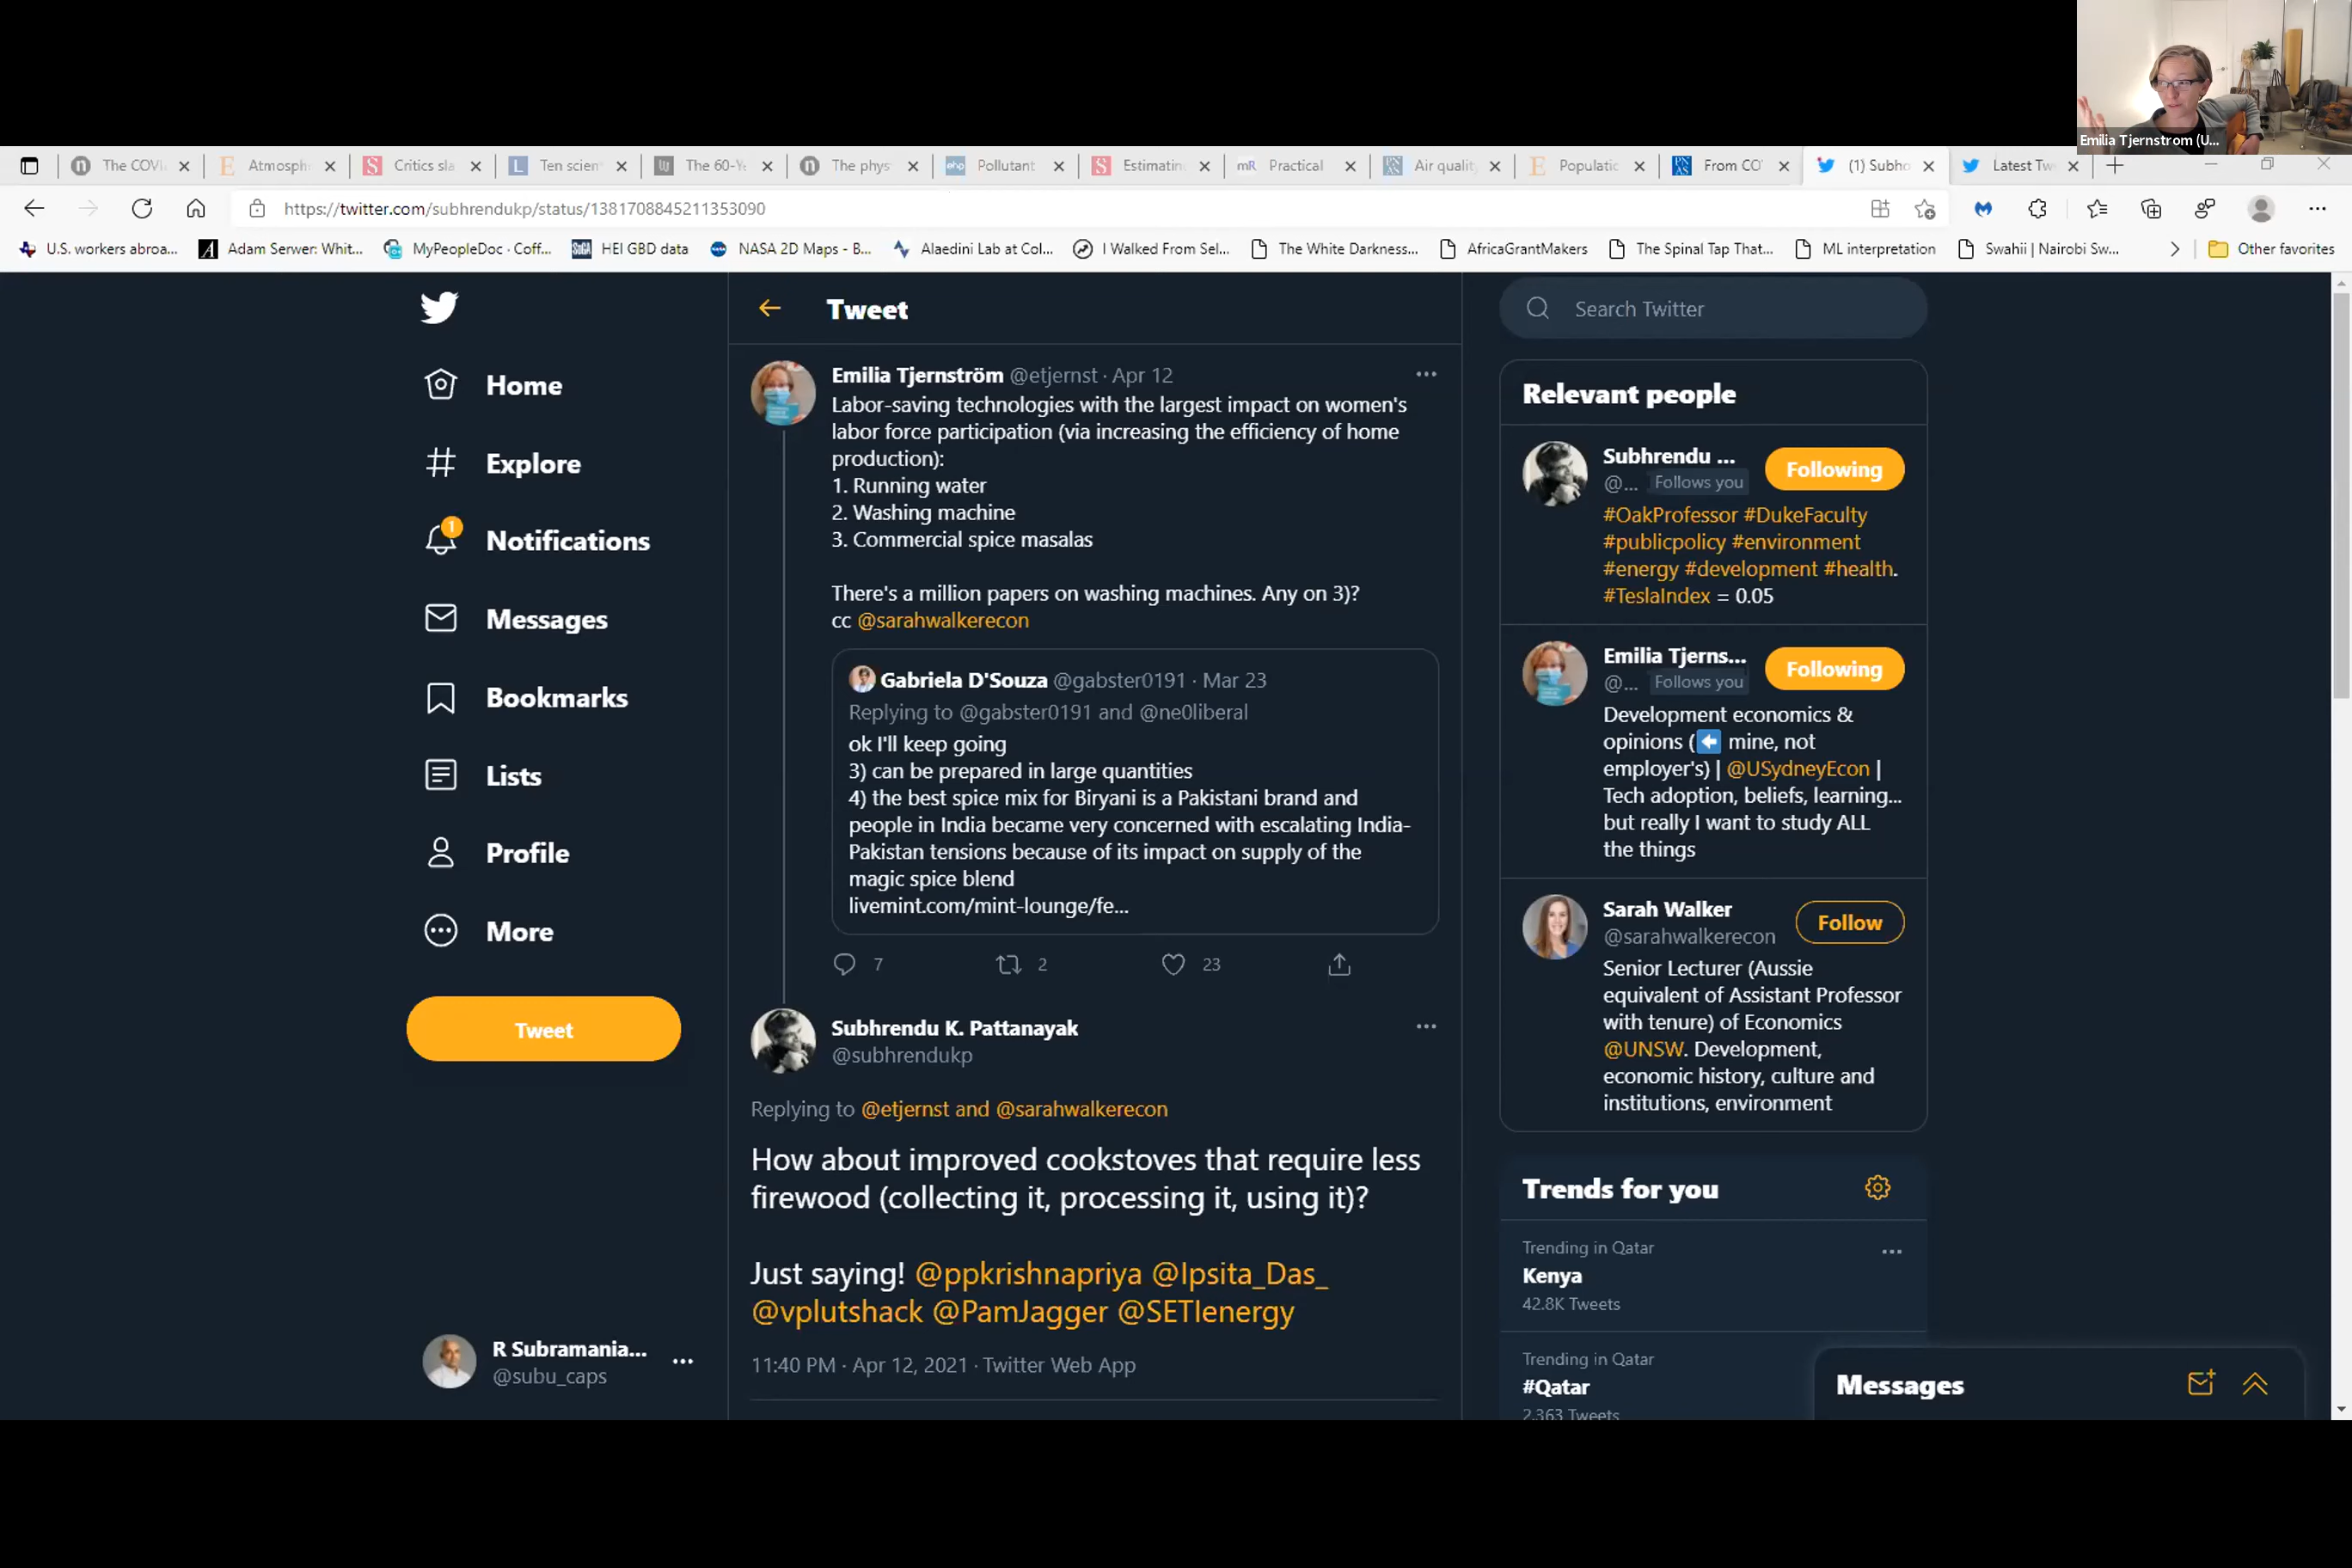 Emilia Tjernstrom (U...
The COVI
Atmosph
Critics sla
Ten scien
The 60-Ye
The phys
Pollutant
Estimatin
mR Practical
Air quality
Populatic
From CO
(1) Subho
Latest Tw
https://twitter.com/subhrendukp/status/1381708845211353090
U.S. workers abroa...
Adam Serwer: Whit...
MyPeopleDoc · Coff...
HEI GBD data
NASA 2D Maps - B...
Alaedini Lab at Col...
I Walked From Sel...
The White Darkness...
AfricaGrantMakers
The Spinal Tap That...
ML interpretation
Swahii | Nairobi Sw...
Other favorites
Home
Explore
1
Notifications
Messages
Bookmarks
Lists
Profile
More
Tweet
R Subramania...
@subu_caps
Tweet
Emilia Tjernström @etjernst · Apr 12
Labor-saving technologies with the largest impact on women's
labor force participation (via increasing the efficiency of home
production):
1. Running water
2. Washing machine
3. Commercial spice masalas
There's a million papers on washing machines. Any on 3)?
cc @sarahwalkerecon
Gabriela D'Souza @gabster0191 · Mar 23
Replying to @gabster0191 and @ne0liberal
ok I'll keep going
3) can be prepared in large quantities
4) the best spice mix for Biryani is a Pakistani brand and
people in India became very concerned with escalating India-
Pakistan tensions because of its impact on supply of the
magic spice blend
livemint.com/mint-lounge/fe...
7 2 23
Subhrendu K. Pattanayak
@subhrendukp
Replying to @etjernst and @sarahwalkerecon
How about improved cookstoves that require less
firewood (collecting it, processing it, using it)?
Just saying! @ppkrishnapriya @Ipsita_Das_
@vplutshack @PamJagger @SETIenergy
11:40 PM · Apr 12, 2021 · Twitter Web App
Search Twitter
Relevant people
Subhrendu ...
@... Follows you
Following
#OakProfessor #DukeFaculty
#publicpolicy #environment
#energy #development #health.
#TeslaIndex = 0.05
Emilia Tjerns...
@... Follows you
Following
Development economics &
opinions (⬅ mine, not
employer's) | @USydneyEcon |
Tech adoption, beliefs, learning...
but really I want to study ALL
the things
Sarah Walker
@sarahwalkerecon
Follow
Senior Lecturer (Aussie
equivalent of Assistant Professor
with tenure) of Economics
@UNSW. Development,
economic history, culture and
institutions, environment
Trends for you
Trending in Qatar
Kenya
42.8K Tweets
Trending in Qatar
#Qatar
2,363 Tweets
Messages